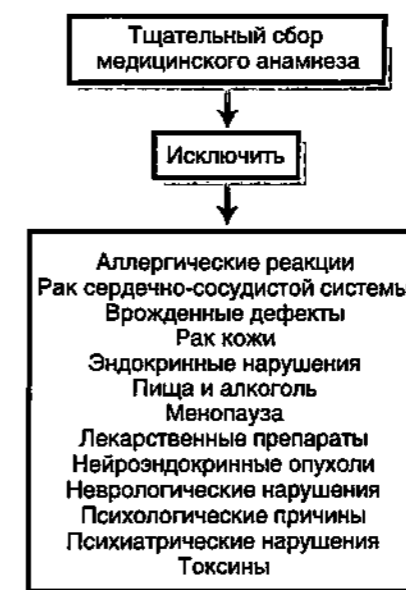 Тщательный сбор
медицинского анамнеза
Исключить
Аллергические реакции
Рак сердечно-сосудистой системы
Врожденные дефекты
Рак кожи
Эндокринные нарушения
Пища и алкоголь
Менопауза
Лекарственные препараты
Нейроэндокринные опухоли
Неврологические нарушения
Психологические причины
Психиатрические нарушения
Токсины